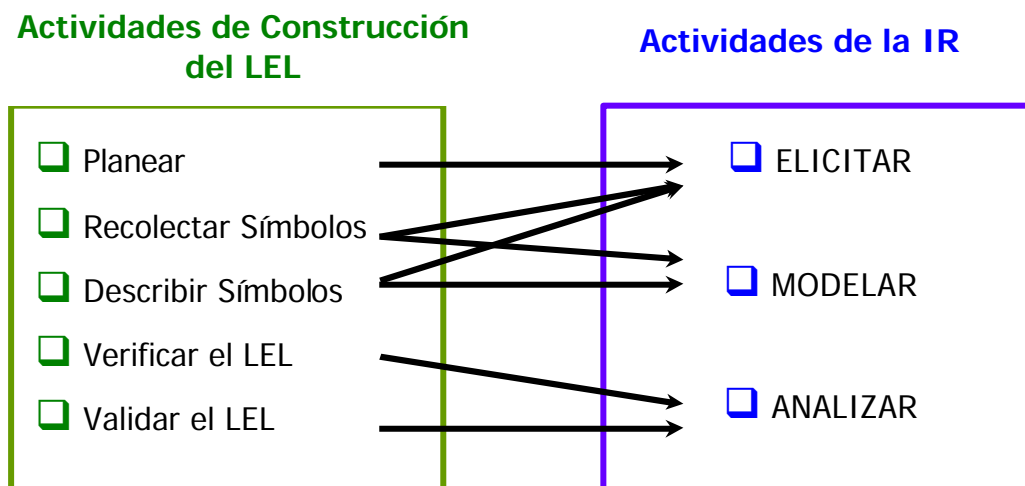 Actividades de Construcción
del LEL
Actividades de la IR
Planear
Recolectar Símbolos
Describir Símbolos
Verificar el LEL
Validar el LEL
ELICITAR
MODELAR
ANALIZAR